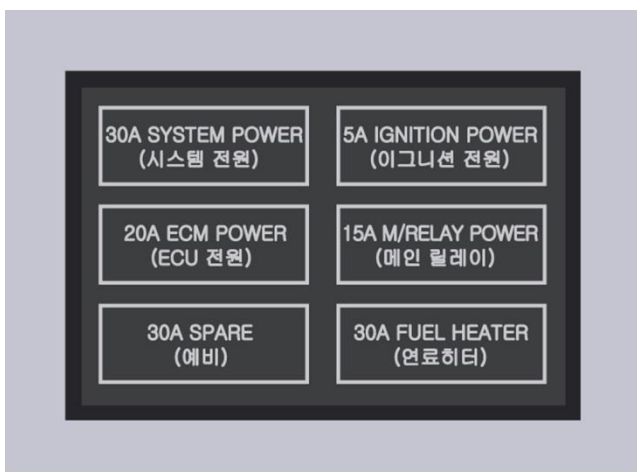 30A SYSTEM POWER
(시스템 전원)
5A IGNITION POWER
(이그니션 전원)
20A ECM POWER
(ECU 전원)
15A M/RELAY POWER
(메인 릴레이)
30A SPARE
(예비)
30A FUEL HEATER
(연료히터)